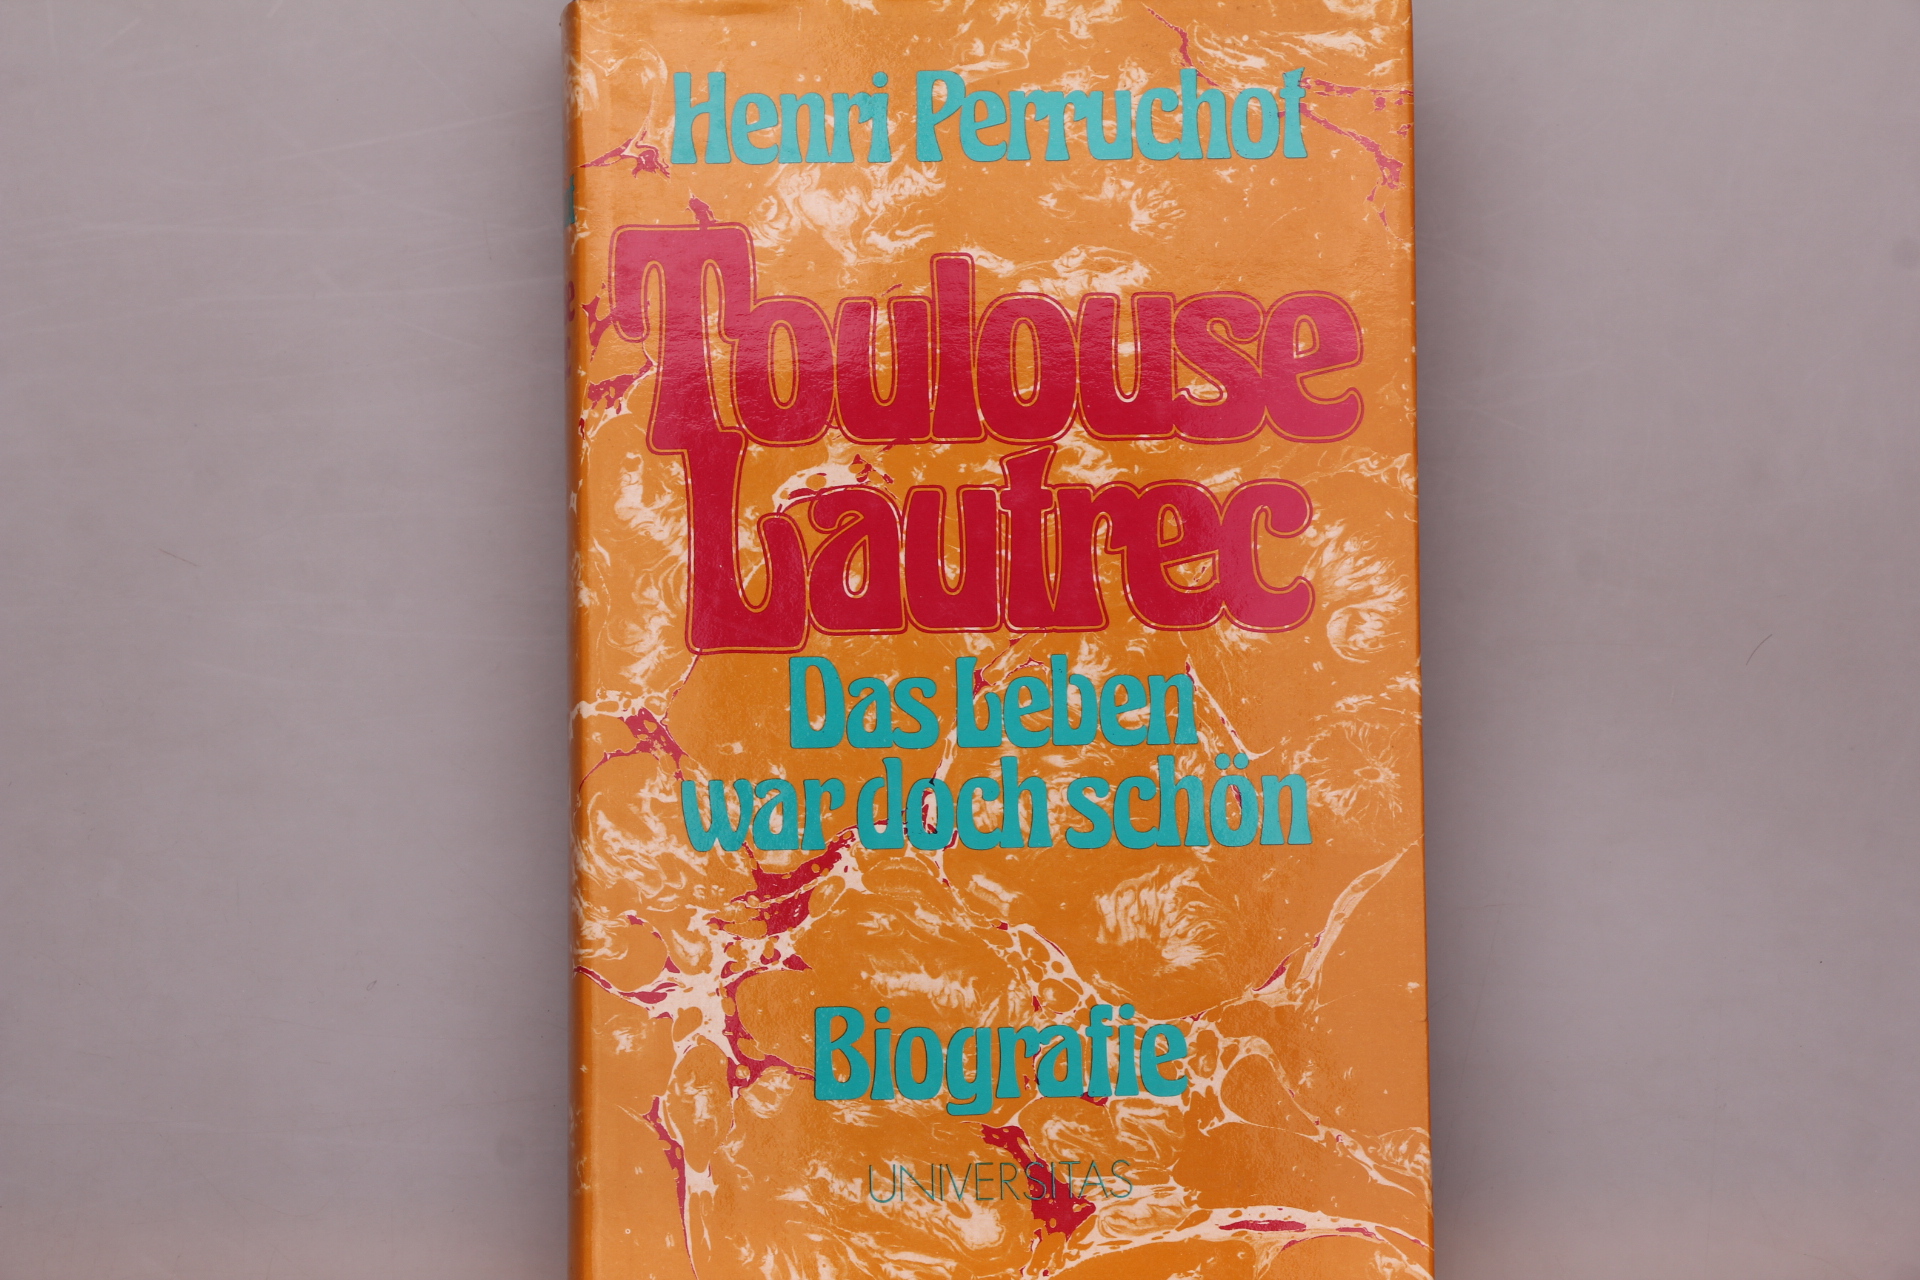 Henri Perruchot
Toulouse
Lautrec
Das Leben
war doch schön
Biografie
UNIVERSITAS